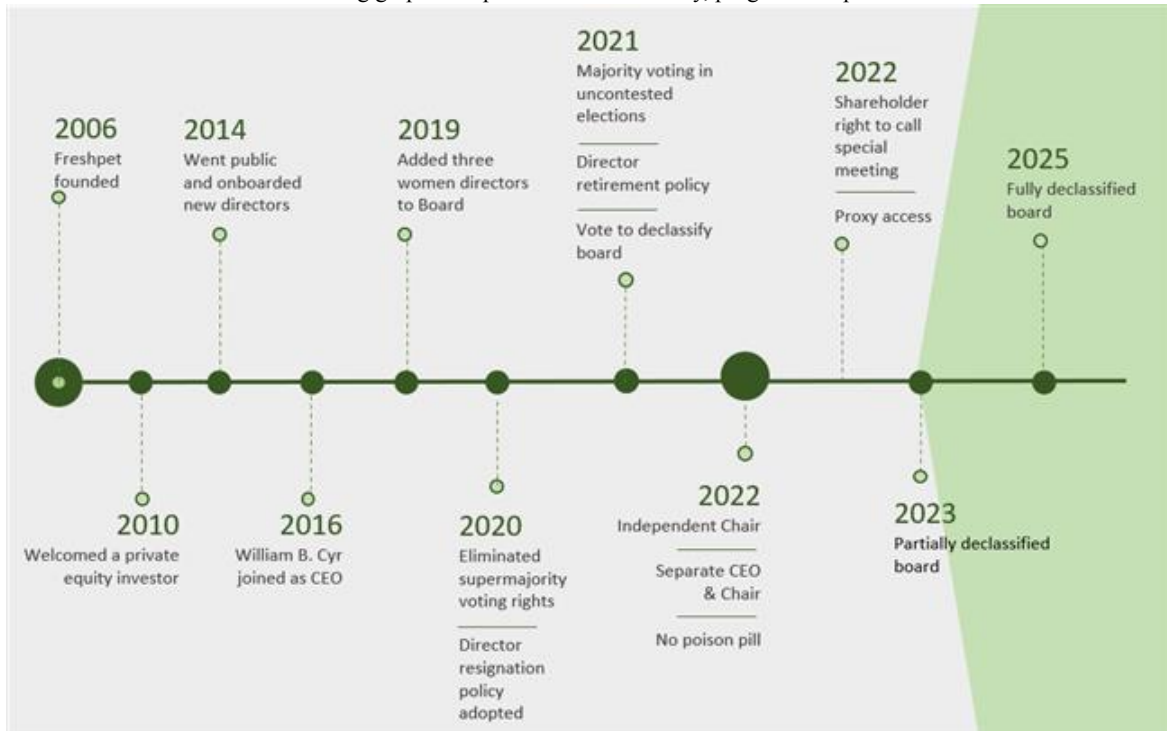 2006
Freshpet
founded
2014
Went public
and onboarded
new directors
2019
Added three
women directors
to Board
2021
Majority voting in
uncontested
elections
Director
retirement policy
Vote to declassify
board
2022
Shareholder
right to call
special
meeting
Proxy access
2025
Fully declassified
board
2010
Welcomed a private
equity investor
2016
William B. Cyr
joined as CEO
2020
Eliminated
supermajority
voting rights
Director
resignation
policy
adopted
2022
Independent Chair
Separate CEO
& Chair
No poison pill
2023
Partially declassified
board